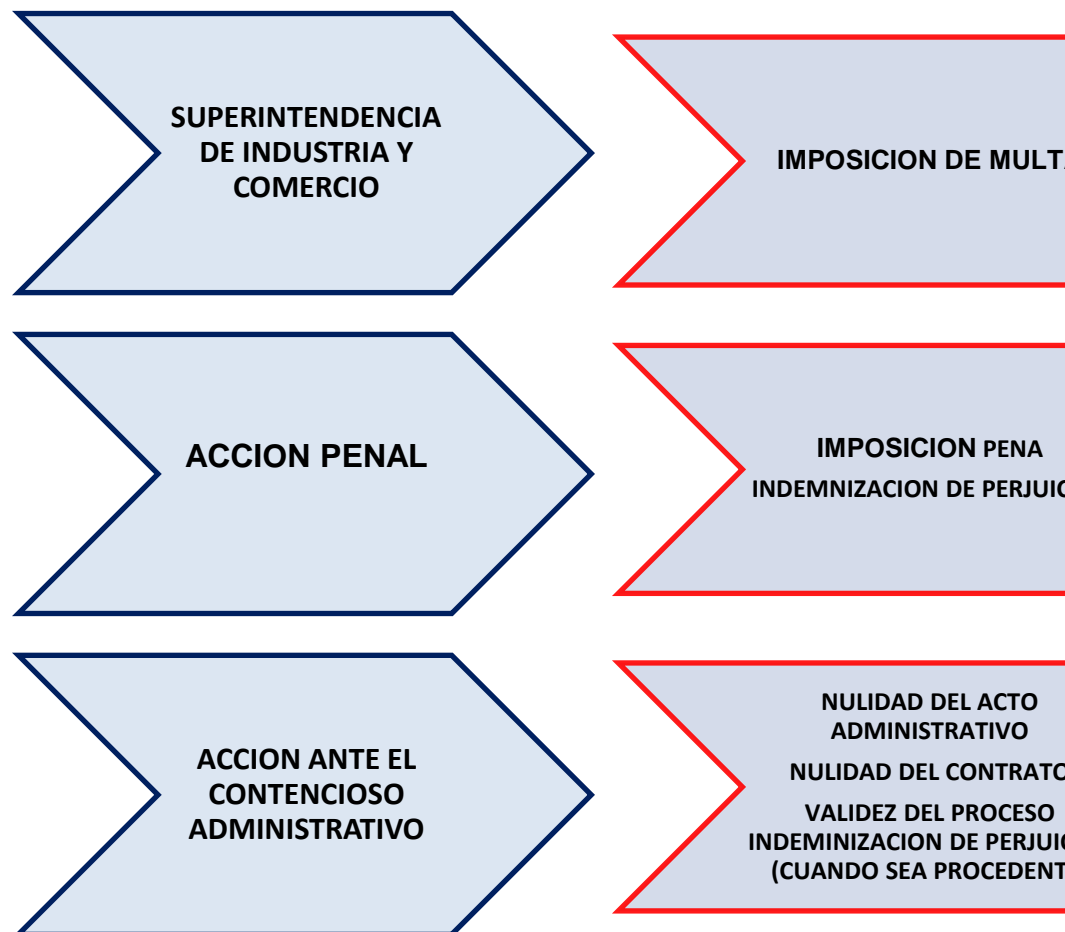 SUPERINTENDENCIA
DE INDUSTRIA Y
COMERCIO
IMPOSICION DE
ACCION PENAL
IMPOSICION PENA
INDEMNIZACION DE
ACCION ANTE EL
CONTENCIOSO
ADMINISTRATIVO
NULIDAD DEL ACTO
ADMINISTRATIVO
NULIDAD DEL CONTRATO
VALIDEZ DEL PROCESO
INDEMINIZACION DE
(CUANDO SEA